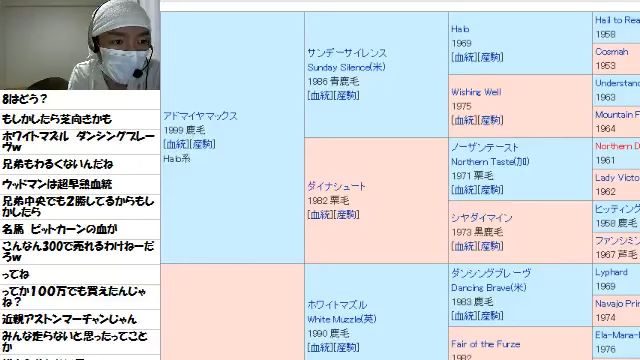 8はどう?
もしかしたら芝向きかも
ホワイトマズル ダンシングブレーヴw
兄弟もわるくないんだね
ウッドマンは超早熟血統
兄弟中央でも2勝してるからもしかしたら
名馬 ピットカーンの血が
こんなん300で売れるわけねーだろw
ってね
ってか100万でも買えたんじゃね?
近親アストンマーチャンじゃん
みんな走らないと思ったってことか
アドマイヤマックス
1999 鹿毛
[血統][産駒]
Halo系
サンデーサイレンス
Sunday Silence(米)
1986 青鹿毛
[血統][産駒]
ダイナシュート
1982 栗毛
[血統][産駒]
ホワイトマズル
White Muzzle(英)
1990 鹿毛
[血統][産駒]
Halo
1969
[血統][産駒]
Wishing Well
1975
[血統][産駒]
ノーザンテースト
Northern Taste(加)
1971 栗毛
[血統][産駒]
シヤダイマイン
1973 黒鹿毛
[血統][産駒]
ダンシングブレーヴ
Dancing Brave(米)
1983 鹿毛
[血統][産駒]
Fair of the Furze
1982
Hail to Rea
1958
Cosmah
1953
Understan
1963
Mountain F
1964
Northern D
1961
Lady Victo
1962
ヒッティング
1958 鹿毛
ファンシミン
1967 芦毛
Lyphard
1969
Navajo Prin
1974
Ela-Mana-
1976